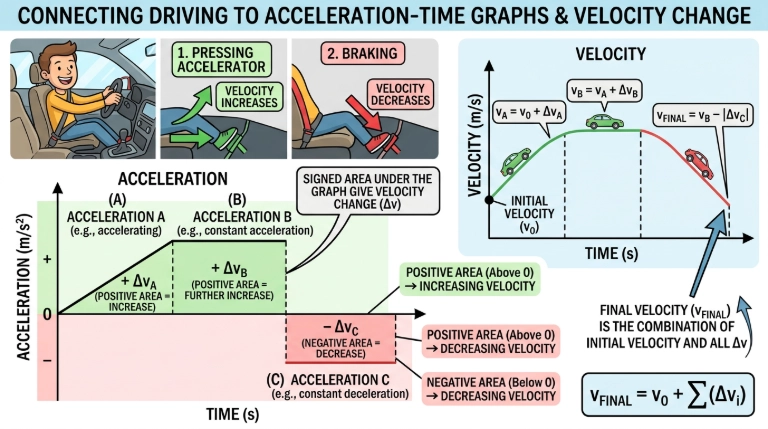 CONNECTING DRIVING TO ACCELERATION-TIME GRAPHS & VELOCITY CHANGE
1. PRESSING
ACCELERATOR
VELOCITY
INCREASES
2. BRAKING
VELOCITY
DECREASES
ACCELERATION
(A)
ACCELERATION A
(e.g., accelerating)
(B)
ACCELERATION B
(e.g., constant acceleration)
SIGNED AREA UNDER THE
GRAPH GIVE VELOCITY
CHANGE (Δv)
ACCELERATION (m/s²)
+
0
−
+ Δv_A
(POSITIVE AREA =
INCREASE)
+ Δv_B
(POSITIVE AREA =
FURTHER INCREASE)
− Δv_C
(NEGATIVE AREA =
DECREASE)
(C) ACCELERATION C
(e.g., constant deceleration)
TIME (s)
POSITIVE AREA (Above 0)
→ INCREASING VELOCITY
POSITIVE AREA (Above 0)
→ DECREASING VELOCITY
NEGATIVE AREA (Below 0)
→ DECREASING VELOCITY
VELOCITY
VELOCITY (m/s)
v_A = v_0 + Δv_A
v_B = v_A + Δv_B
v_FINAL = v_B − |Δv_C|
INITIAL
VELOCITY
(v_0)
TIME (s)
FINAL VELOCITY (v_FINAL)
IS THE COMBINATION OF
INITIAL VELOCITY AND ALL Δv
v_FINAL = v_0 + ∑(Δv_i)